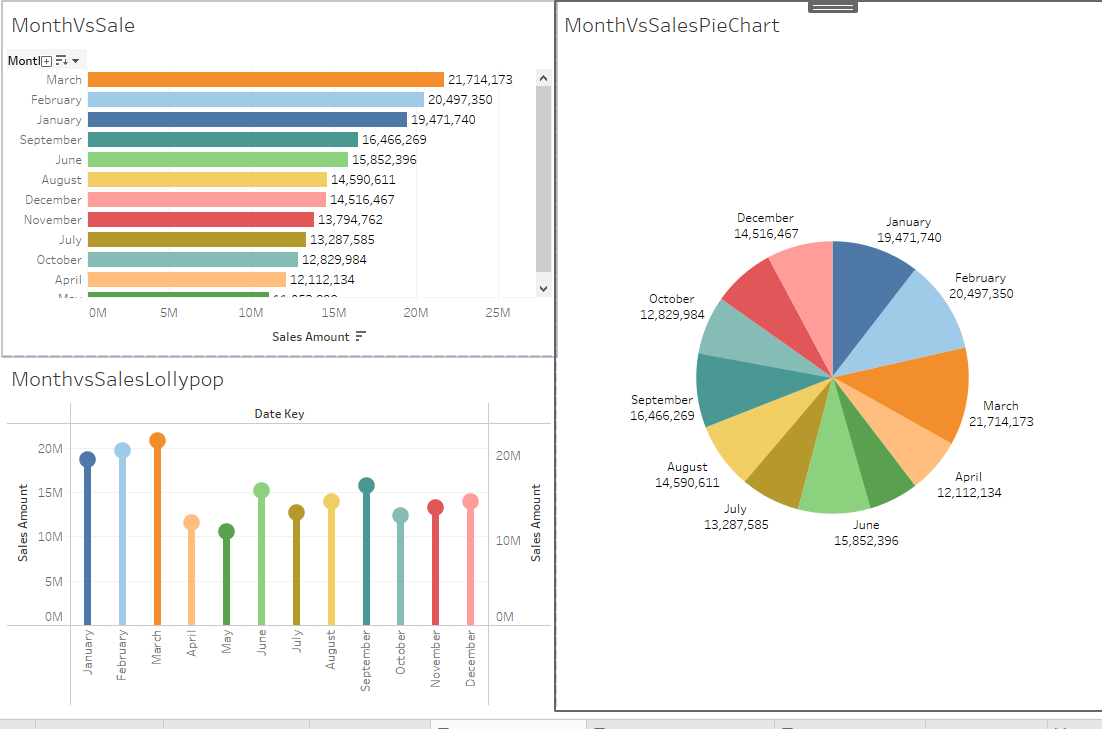 MonthVsSale
March 21,714,173
February 20,497,350
January 19,471,740
September 16,466,269
June 15,852,396
August 14,590,611
December 14,516,467
November 13,794,762
July 13,287,585
October 12,829,984
April 12,112,134
0M 5M 10M 15M 20M 25M
Sales Amount
MonthvsSalesLollypop
Date Key
20M
15M
10M
5M
0M
Sales Amount
20M
10M
0M
Sales Amount
January
February
March
April
May
June
July
August
September
October
November
December
MonthVsSalesPieChart
December
14,516,467
January
19,471,740
February
20,497,350
October
12,829,984
March
21,714,173
September
16,466,269
August
14,590,611
April
12,112,134
July
13,287,585
June
15,852,396